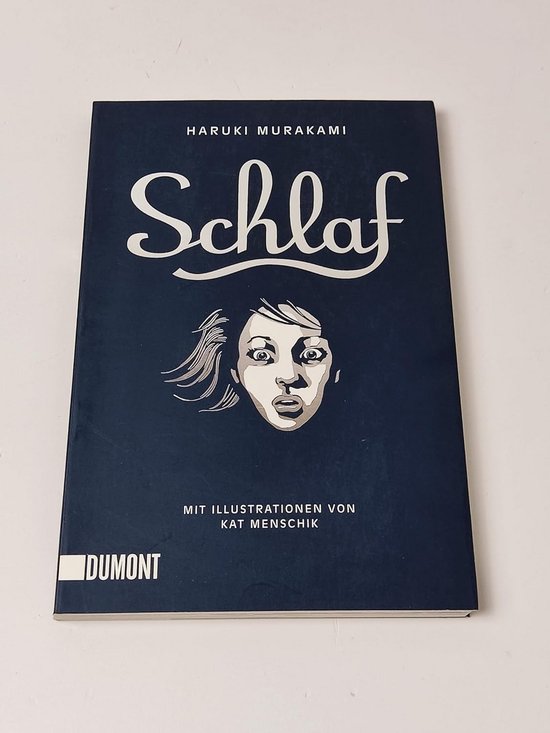 HARUKI MURAKAMI
Schlaf
MIT ILLUSTRATIONEN VON
KAT MENSCHIK
DUMONT